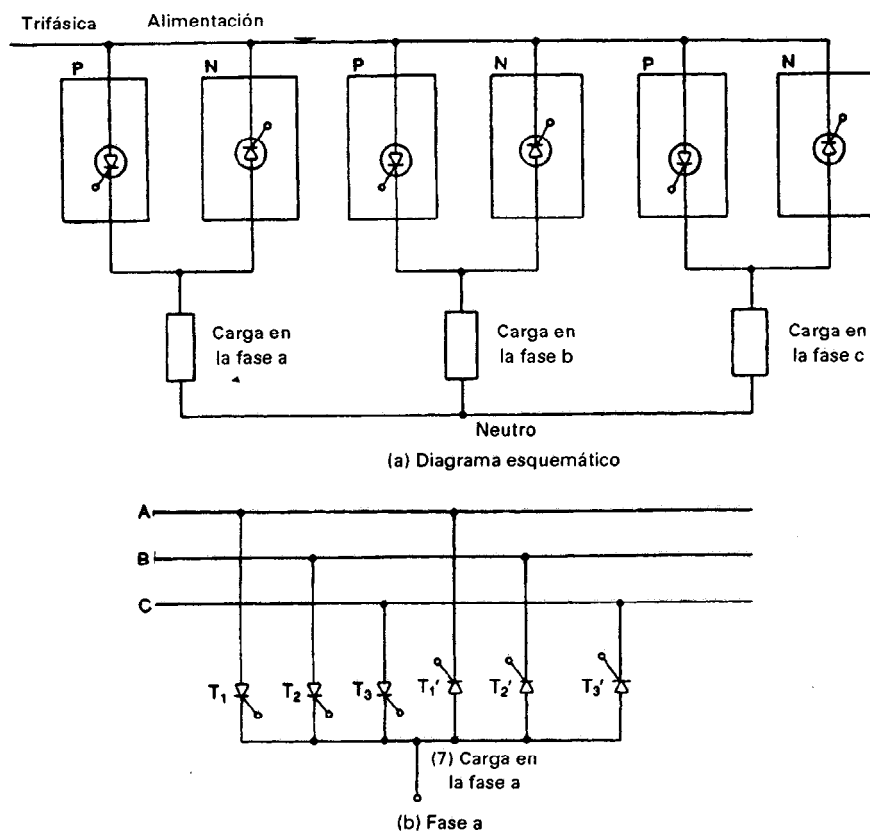 Trifásica Alimentación
P N P N P N
Carga en
la fase a
Carga en
la fase b
Carga en
la fase c
Neutro
(a) Diagrama esquemático
A
B
C
T1 T2 T3 T1' T2' T3'
(7) Carga en
la fase a
(b) Fase a